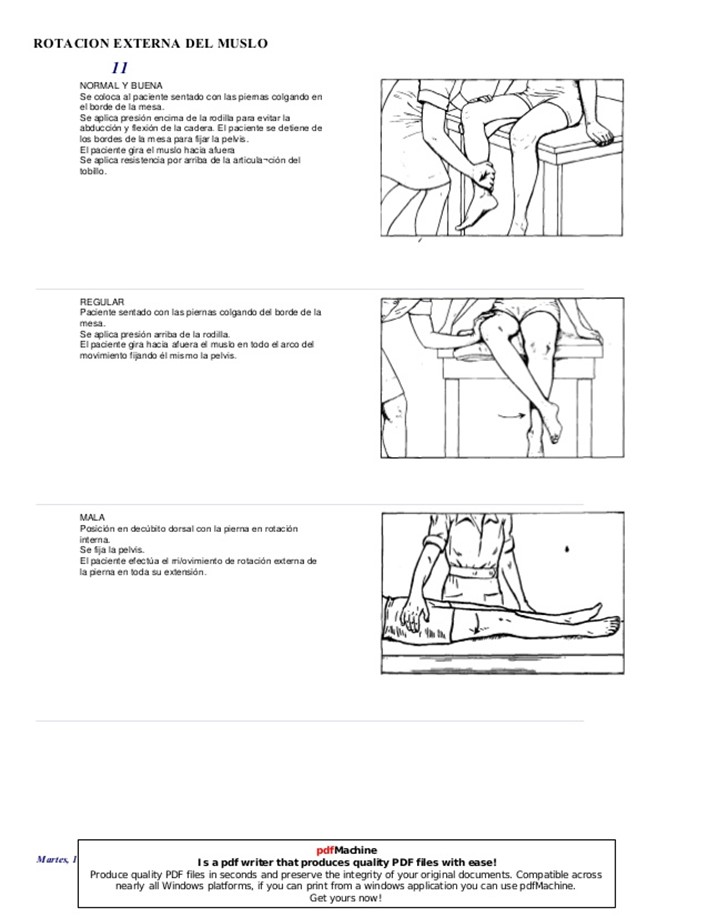 ROTACION EXTERNA DEL MUSLO
11
NORMAL Y BUENA
Se coloca al paciente sentado con las piernas colgando en
el borde de la mesa.
Se aplica presión encima de la rodilla para evitar la
abducción y flexión de la cadera. El paciente se detiene de
los bordes de la mesa para fijar la pelvis.
El paciente gira el muslo hacia afuera
Se aplica resistencia por arriba de la articula¬ción del
tobillo.
REGULAR
Paciente sentado con las piernas colgando del borde de la
mesa.
Se aplica presión arriba de la rodilla.
El paciente gira hacia afuera el muslo en todo el arco del
movimiento fijando él mismo la pelvis.
MALA
Posición en decúbito dorsal con la pierna en rotación
interna.
Se fija la pelvis.
El paciente efectúa el rri/ovimiento de rotación externa de
la pierna en toda su extensión.
Martes, 1
pdfMachine
Is a pdf writer that produces quality PDF files with ease!
Produce quality PDF files in seconds and preserve the integrity of your original documents. Compatible across
nearly all Windows platforms, if you can print from a windows application you can use pdfMachine.
Get yours now!